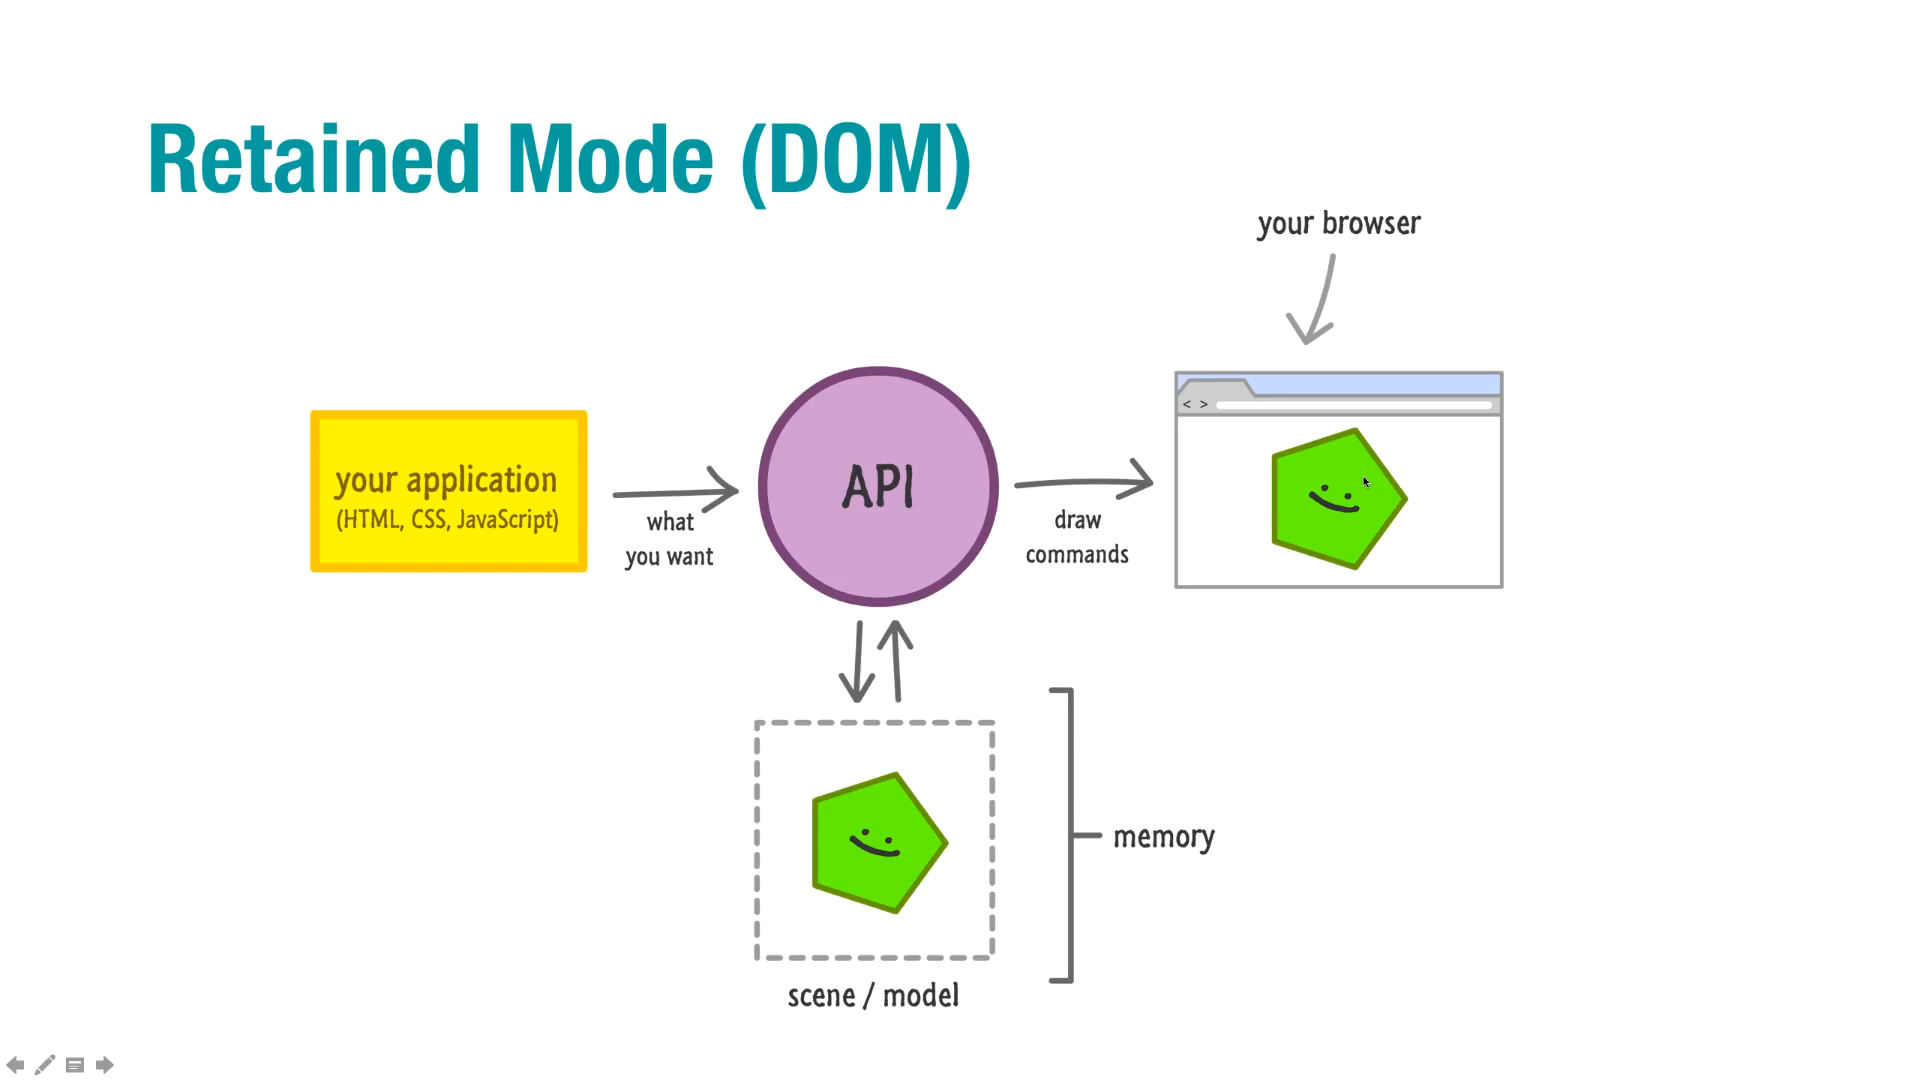 Retained Mode (DOM)
your browser
< >
your application
(HTML, CSS, JavaScript)
what
you want
API
draw
commands
memory
scene / model